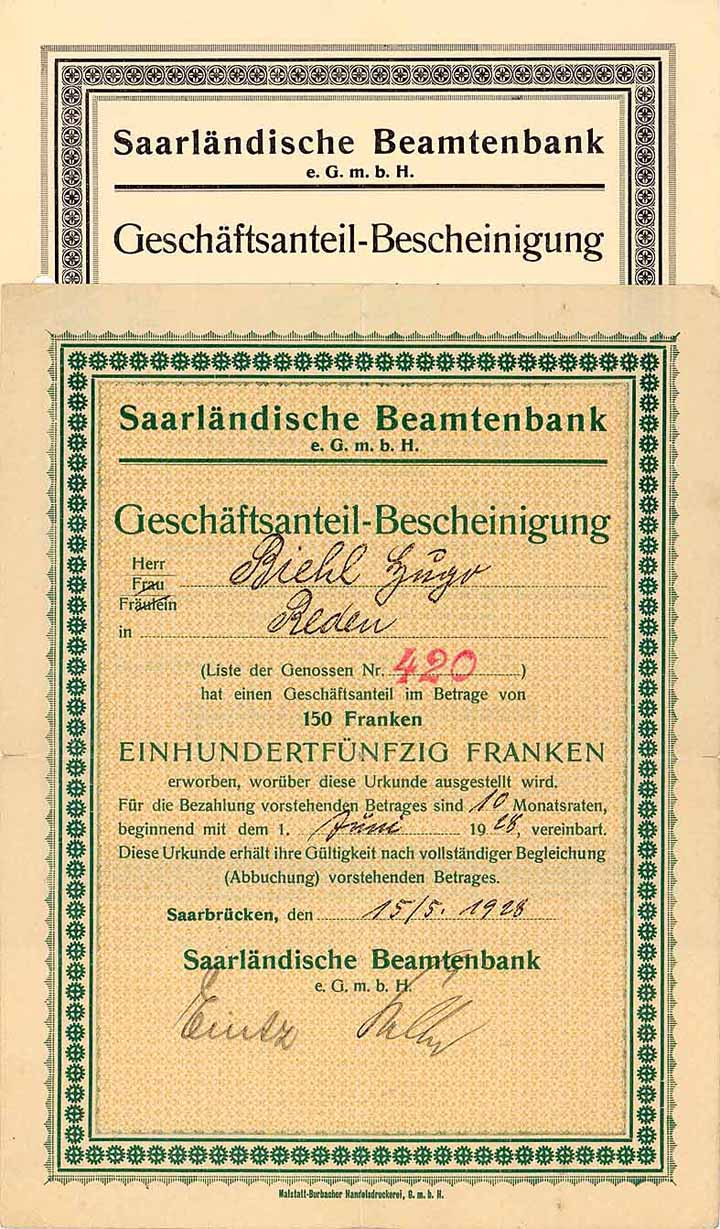 Saarländische Beamtenbank
e. G. m. b. H.
Geschäftsanteil-Bescheinigung
Saarländische Beamtenbank
e. G. m. b. H.
Geschäftsanteil-Bescheinigung
Herr
Frau Biehl Hugo
Fräulein
in Reden
(Liste der Genossen Nr. 420)
hat einen Geschäftsanteil im Betrage von
150 Franken
EINHUNDERTFÜNFZIG FRANKEN
erworben, worüber diese Urkunde ausgestellt wird.
Für die Bezahlung vorstehenden Betrages sind 10 Monatsraten,
beginnend mit dem 1. Juni 1928, vereinbart.
Diese Urkunde erhält ihre Gültigkeit nach vollständiger Begleichung
(Abbuchung) vorstehenden Betrages.
Saarbrücken, den 15/5. 1928
Saarländische Beamtenbank
e. G. m. b. H.
Malstatt-Burbacher Handelsdruckerei, G. m. b. H.